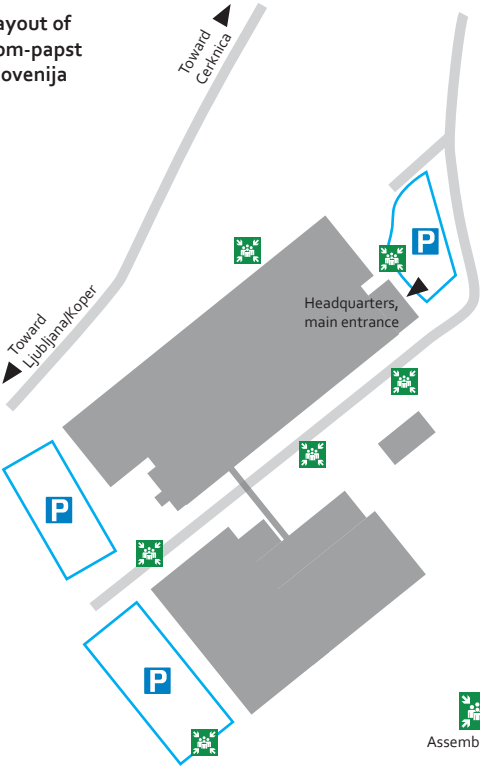 ayout of
om-papst
ovenija
Toward
Cerknica
P
Headquarters,
main entrance
Toward
Ljubljana/Koper
P
P
Assemb